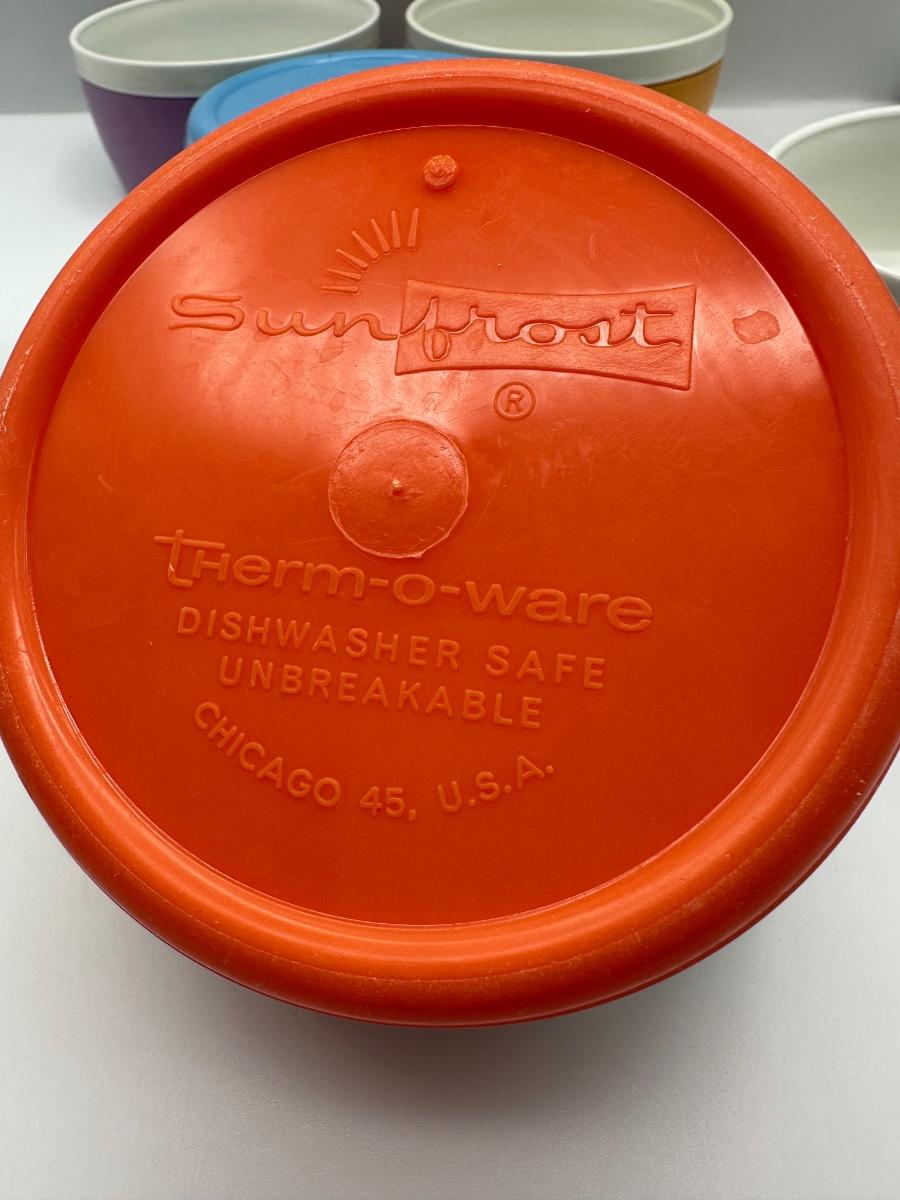 Sunfrost
®
therm-o-ware
DISHWASHER SAFE
UNBREAKABLE
CHICAGO 45, U.S.A.